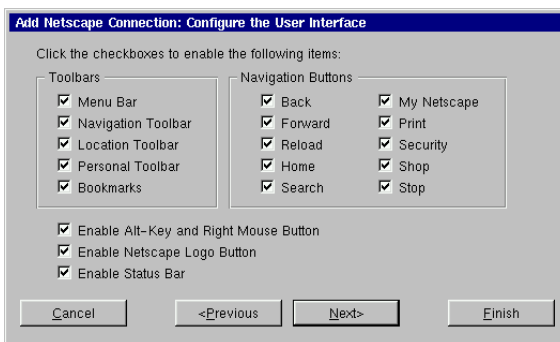 Add Netscape Connection: Configure the User Interface
Click the checkboxes to enable the following items:
Toolbars
Menu Bar
Navigation Toolbar
Location Toolbar
Personal Toolbar
Bookmarks
Navigation Buttons
Back
Forward
Reload
Home
Search
My Netscape
Print
Security
Shop
Stop
Enable Alt-Key and Right Mouse Button
Enable Netscape Logo Button
Enable Status Bar
Cancel
<Previous
Next>
Finish